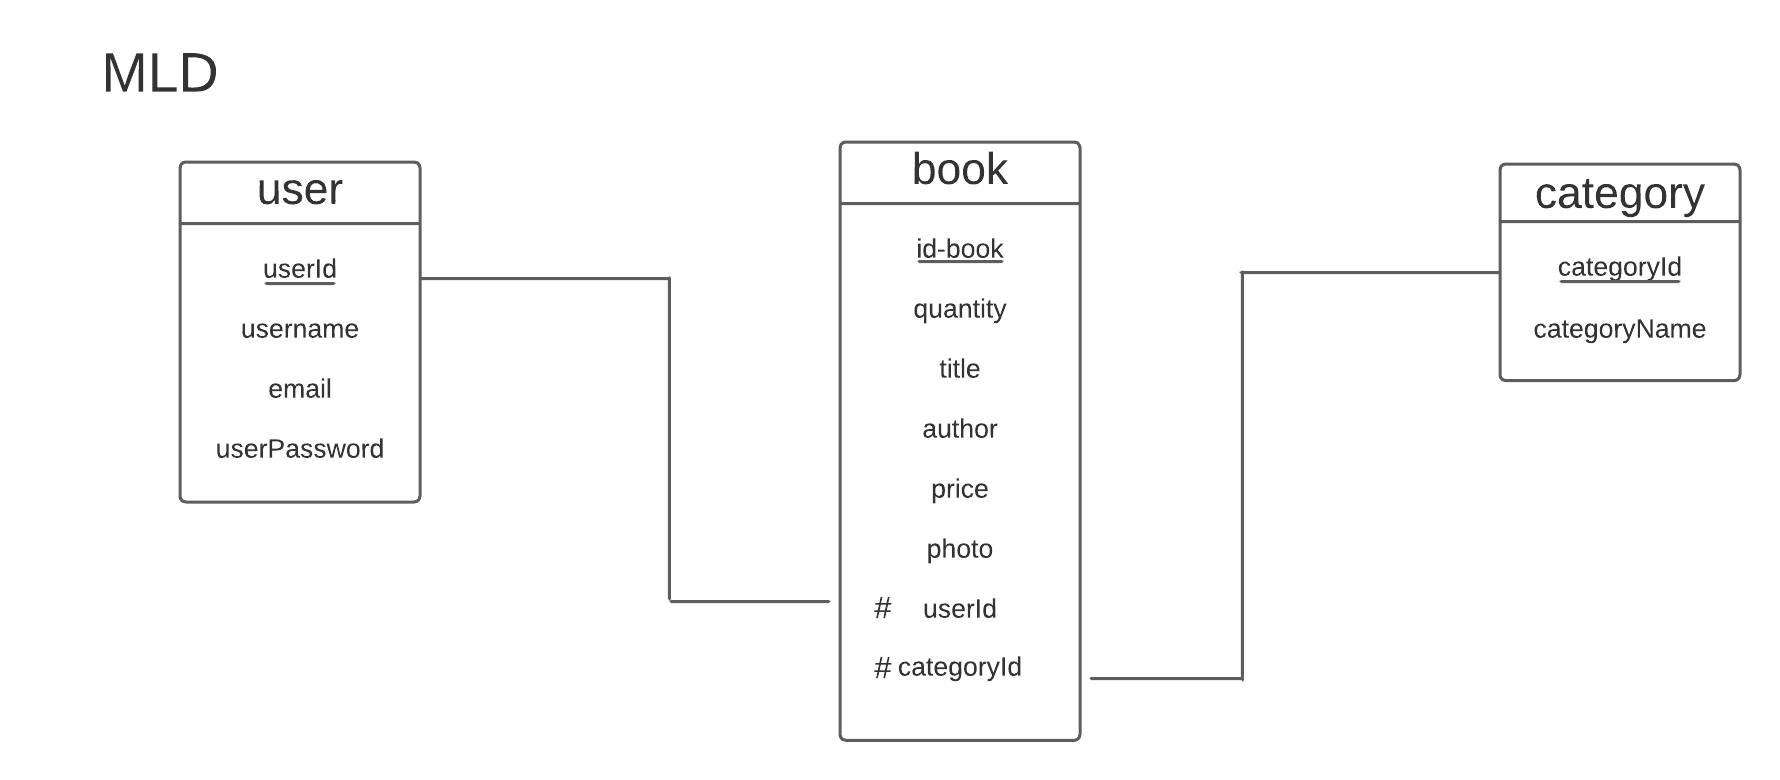 MLD
user
userId
username
email
userPassword
book
id-book
quantity
title
author
price
photo
# userId
# categoryId
category
categoryId
categoryName